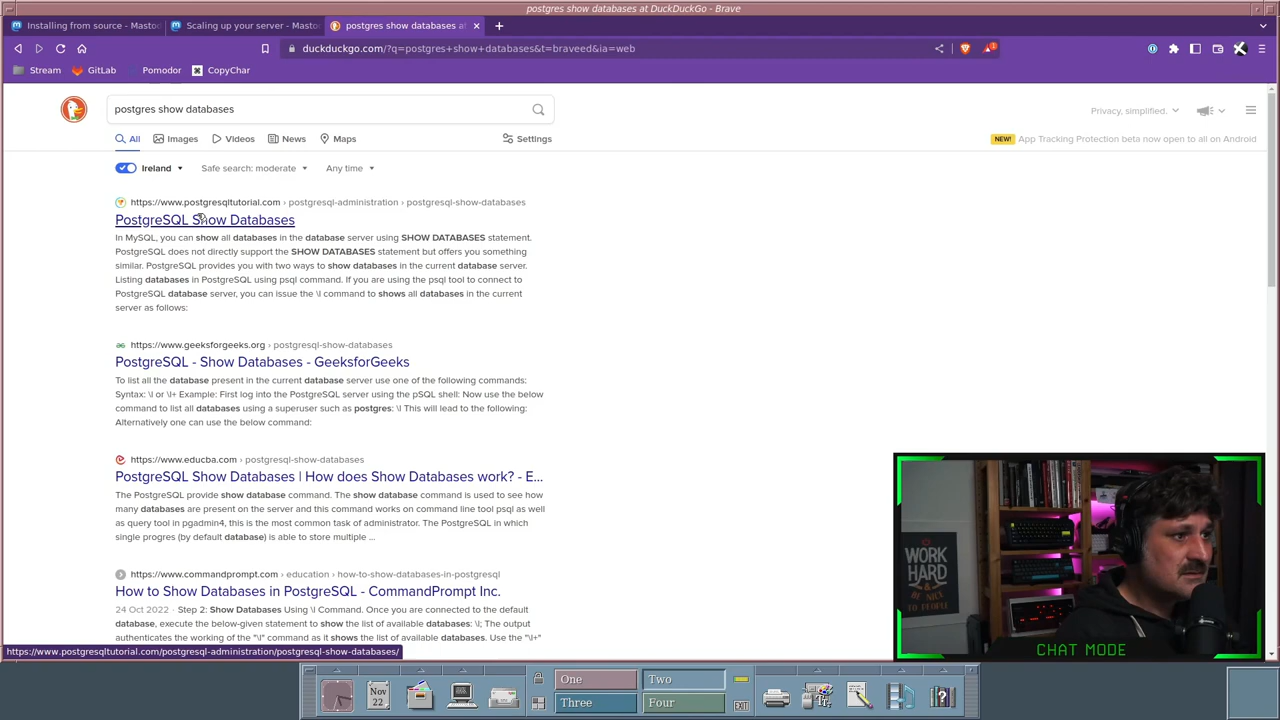 postgres show databases at DuckDuckGo - Brave
Installing from source - Masto
Scaling up your server - Masto
postgres show databases at
duckduckgo.com/?q=postgres+show+databases&t=braveed&ia=web
Stream
GitLab
Pomodor
CopyChar
postgres show databases
Privacy, simplified.
All
Images
Videos
News
Maps
Settings
NEW!
App Tracking Protection beta now open to all on Android
Ireland
Safe search: moderate
Any time
https://www.postgresqltutorial.com › postgresql-administration › postgresql-show-databases
PostgreSQL Show Databases
In MySQL, you can show all databases in the database server using SHOW DATABASES statement.
PostgreSQL does not directly support the SHOW DATABASES statement but offers you something
similar. PostgreSQL provides you with two ways to show databases in the current database server.
Listing databases in PostgreSQL using psql command. If you are using the psql tool to connect to
PostgreSQL database server, you can issue the \l command to shows all databases in the current
server as follows:
https://www.geeksforgeeks.org › postgresql-show-databases
PostgreSQL - Show Databases - GeeksforGeeks
To list all the database present in the current database server use one of the following commands:
Syntax: \l or \l+ Example: First log into the PostgreSQL server using the pSQL shell: Now use the below
command to list all databases using a superuser such as postgres: \l This will lead to the following:
Alternatively one can use the below command:
https://www.educba.com › postgresql-show-databases
PostgreSQL Show Databases | How does Show Databases work? - E...
The PostgreSQL provide show database command. The show database command is used to see how
many databases are present on the server and this command works on command line tool psql as well
as query tool in pgadmin4, this is the most common task of administrator. The PostgreSQL in which
single progres (by default database) is able to store multiple ...
https://www.commandprompt.com › education › how-to-show-databases-in-postgresql
How to Show Databases in PostgreSQL - CommandPrompt Inc.
24 Oct 2022 · Step 2: Show Databases Using \l Command. Once you are connected to the default
database, execute the below-given statement to show the list of available databases: \l; The output
authenticates the working of the "\l" command as it shows the list of available databases. Use the "\l+"
https://www.postgresqltutorial.com/postgresql-administration/postgresql-show-databases/
WORK
HARD
& BE
NICE
TO PEOPLE
CHAT MODE
Nov
22
One
Two
Three
Four
EXIT